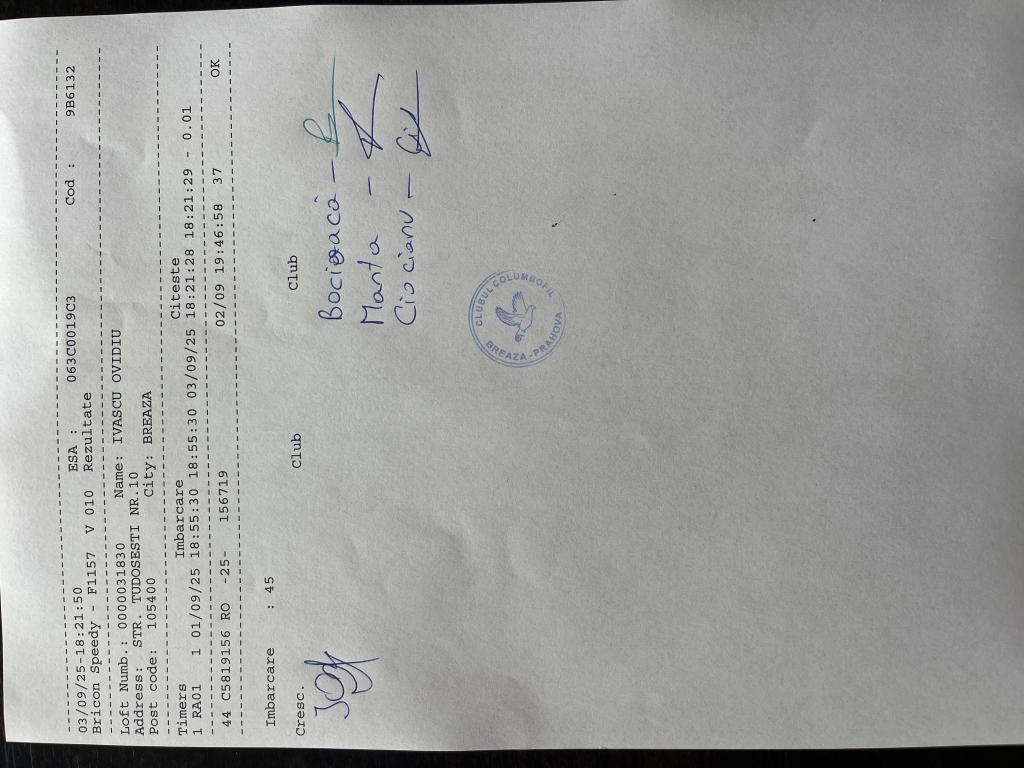 03/09/25-18:21:50 ESA : 063C0019C3 Cod : 9B6132
Bricon Speedy - F1157 V 010 Rezultate
Loft Numb.: 0000031830 Name: IVASCU OVIDIU
Address: STR. TUDOSESTI NR.10
Post code: 105400 City: BREAZA
Timers Imbarcare Citeste
1 RA01 1 01/09/25 18:55:30 18:55:30 03/09/25 18:21:28 18:21:29 - 0.01
44 C5819156 RO -25- 156719 02/09 19:46:58 37 OK
Imbarcare : 45
Cresc. Club Club
Manta -
Ciocianu -
CLUBUL COLUMBOFIL
BREAZA-PRAHOVA